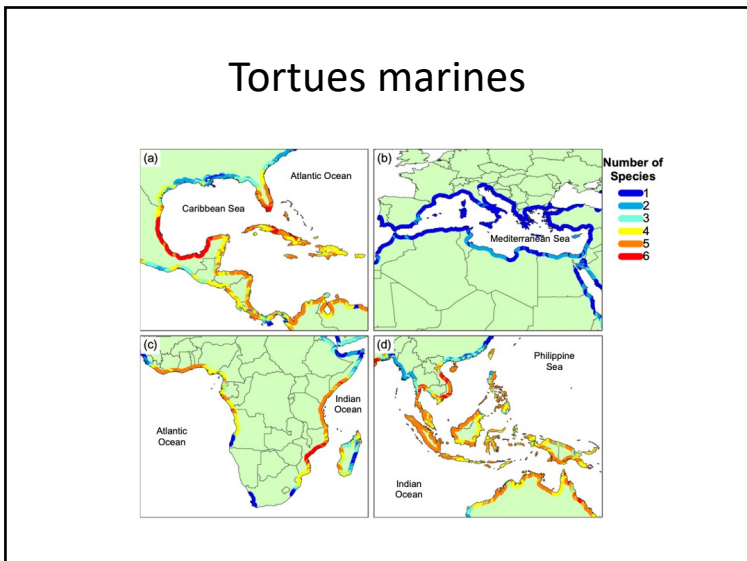 Tortues marines
(a)
Atlantic Ocean
Caribbean Sea
(b)
Mediterranean Sea
Number of
Species
1
2
3
4
5
6
(c)
Atlantic
Ocean
Indian
Ocean
(d)
Philippine
Sea
Indian
Ocean